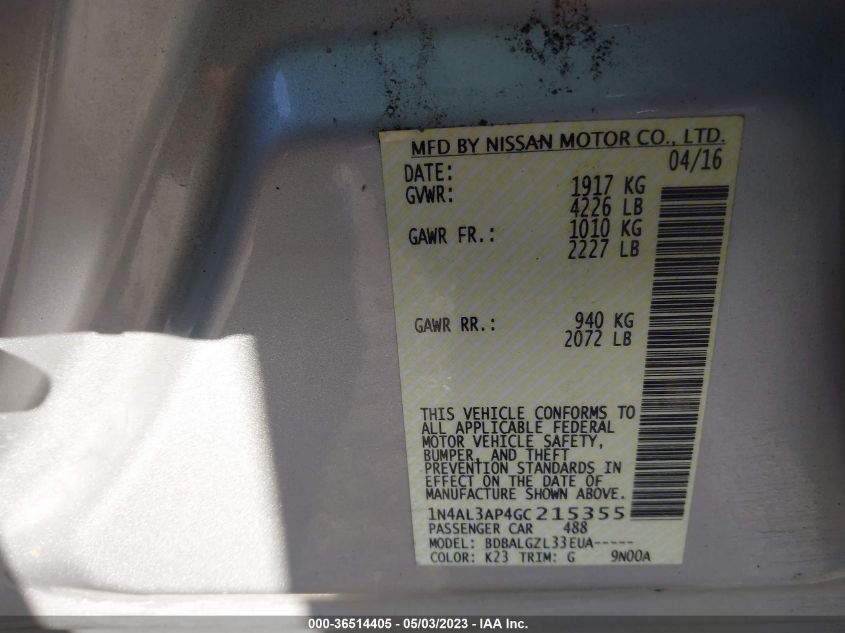 MFD BY NISSAN MOTOR CO., LTD.
DATE: 04/16
GVWR: 1917 KG
4226 LB
GAWR FR.: 1010 KG
2227 LB
GAWR RR.: 940 KG
2072 LB
THIS VEHICLE CONFORMS TO
ALL APPLICABLE FEDERAL
MOTOR VEHICLE SAFETY,
BUMPER, AND THEFT
PREVENTION STANDARDS IN
EFFECT ON THE DATE OF
MANUFACTURE SHOWN ABOVE.
1N4AL3AP4GC215355
PASSENGER CAR 488
MODEL: BDBALGZL33EUA-----
COLOR: K23 TRIM: G 9N00A
000-36514405 - 05/03/2023 - IAA Inc.